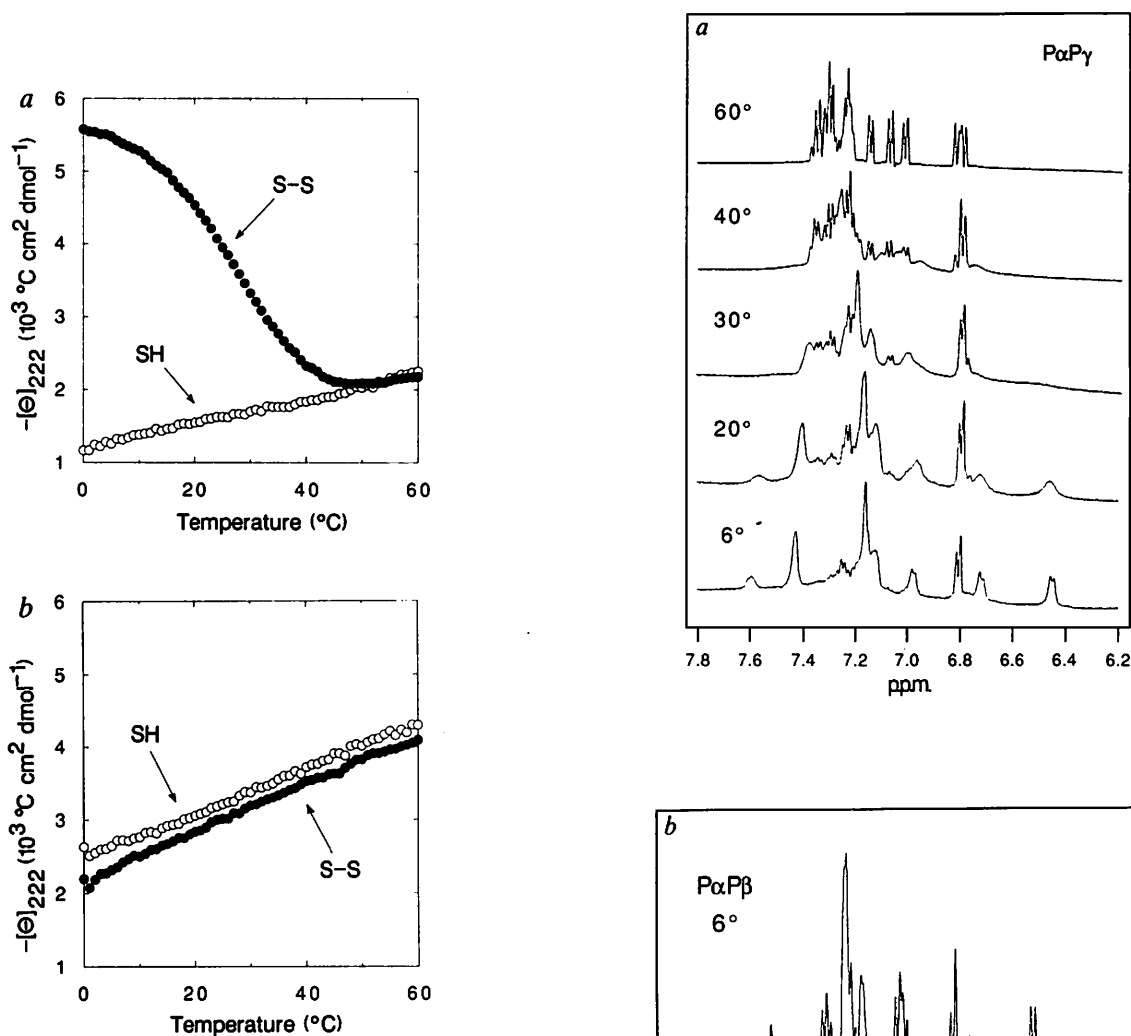 a
6
5
4
3
2
1
−[Θ]222 (10³ °C cm² dmol⁻¹)
S–S
SH
0
20
40
60
Temperature (°C)
b
6
5
4
3
2
1
−[Θ]222 (10³ °C cm² dmol⁻¹)
SH
S–S
0
20
40
60
Temperature (°C)
a
PαPγ
60°
40°
30°
20°
6°
7.8 7.6 7.4 7.2 7.0 6.8 6.6 6.4 6.2
p.p.m.
b
PαPβ
6°